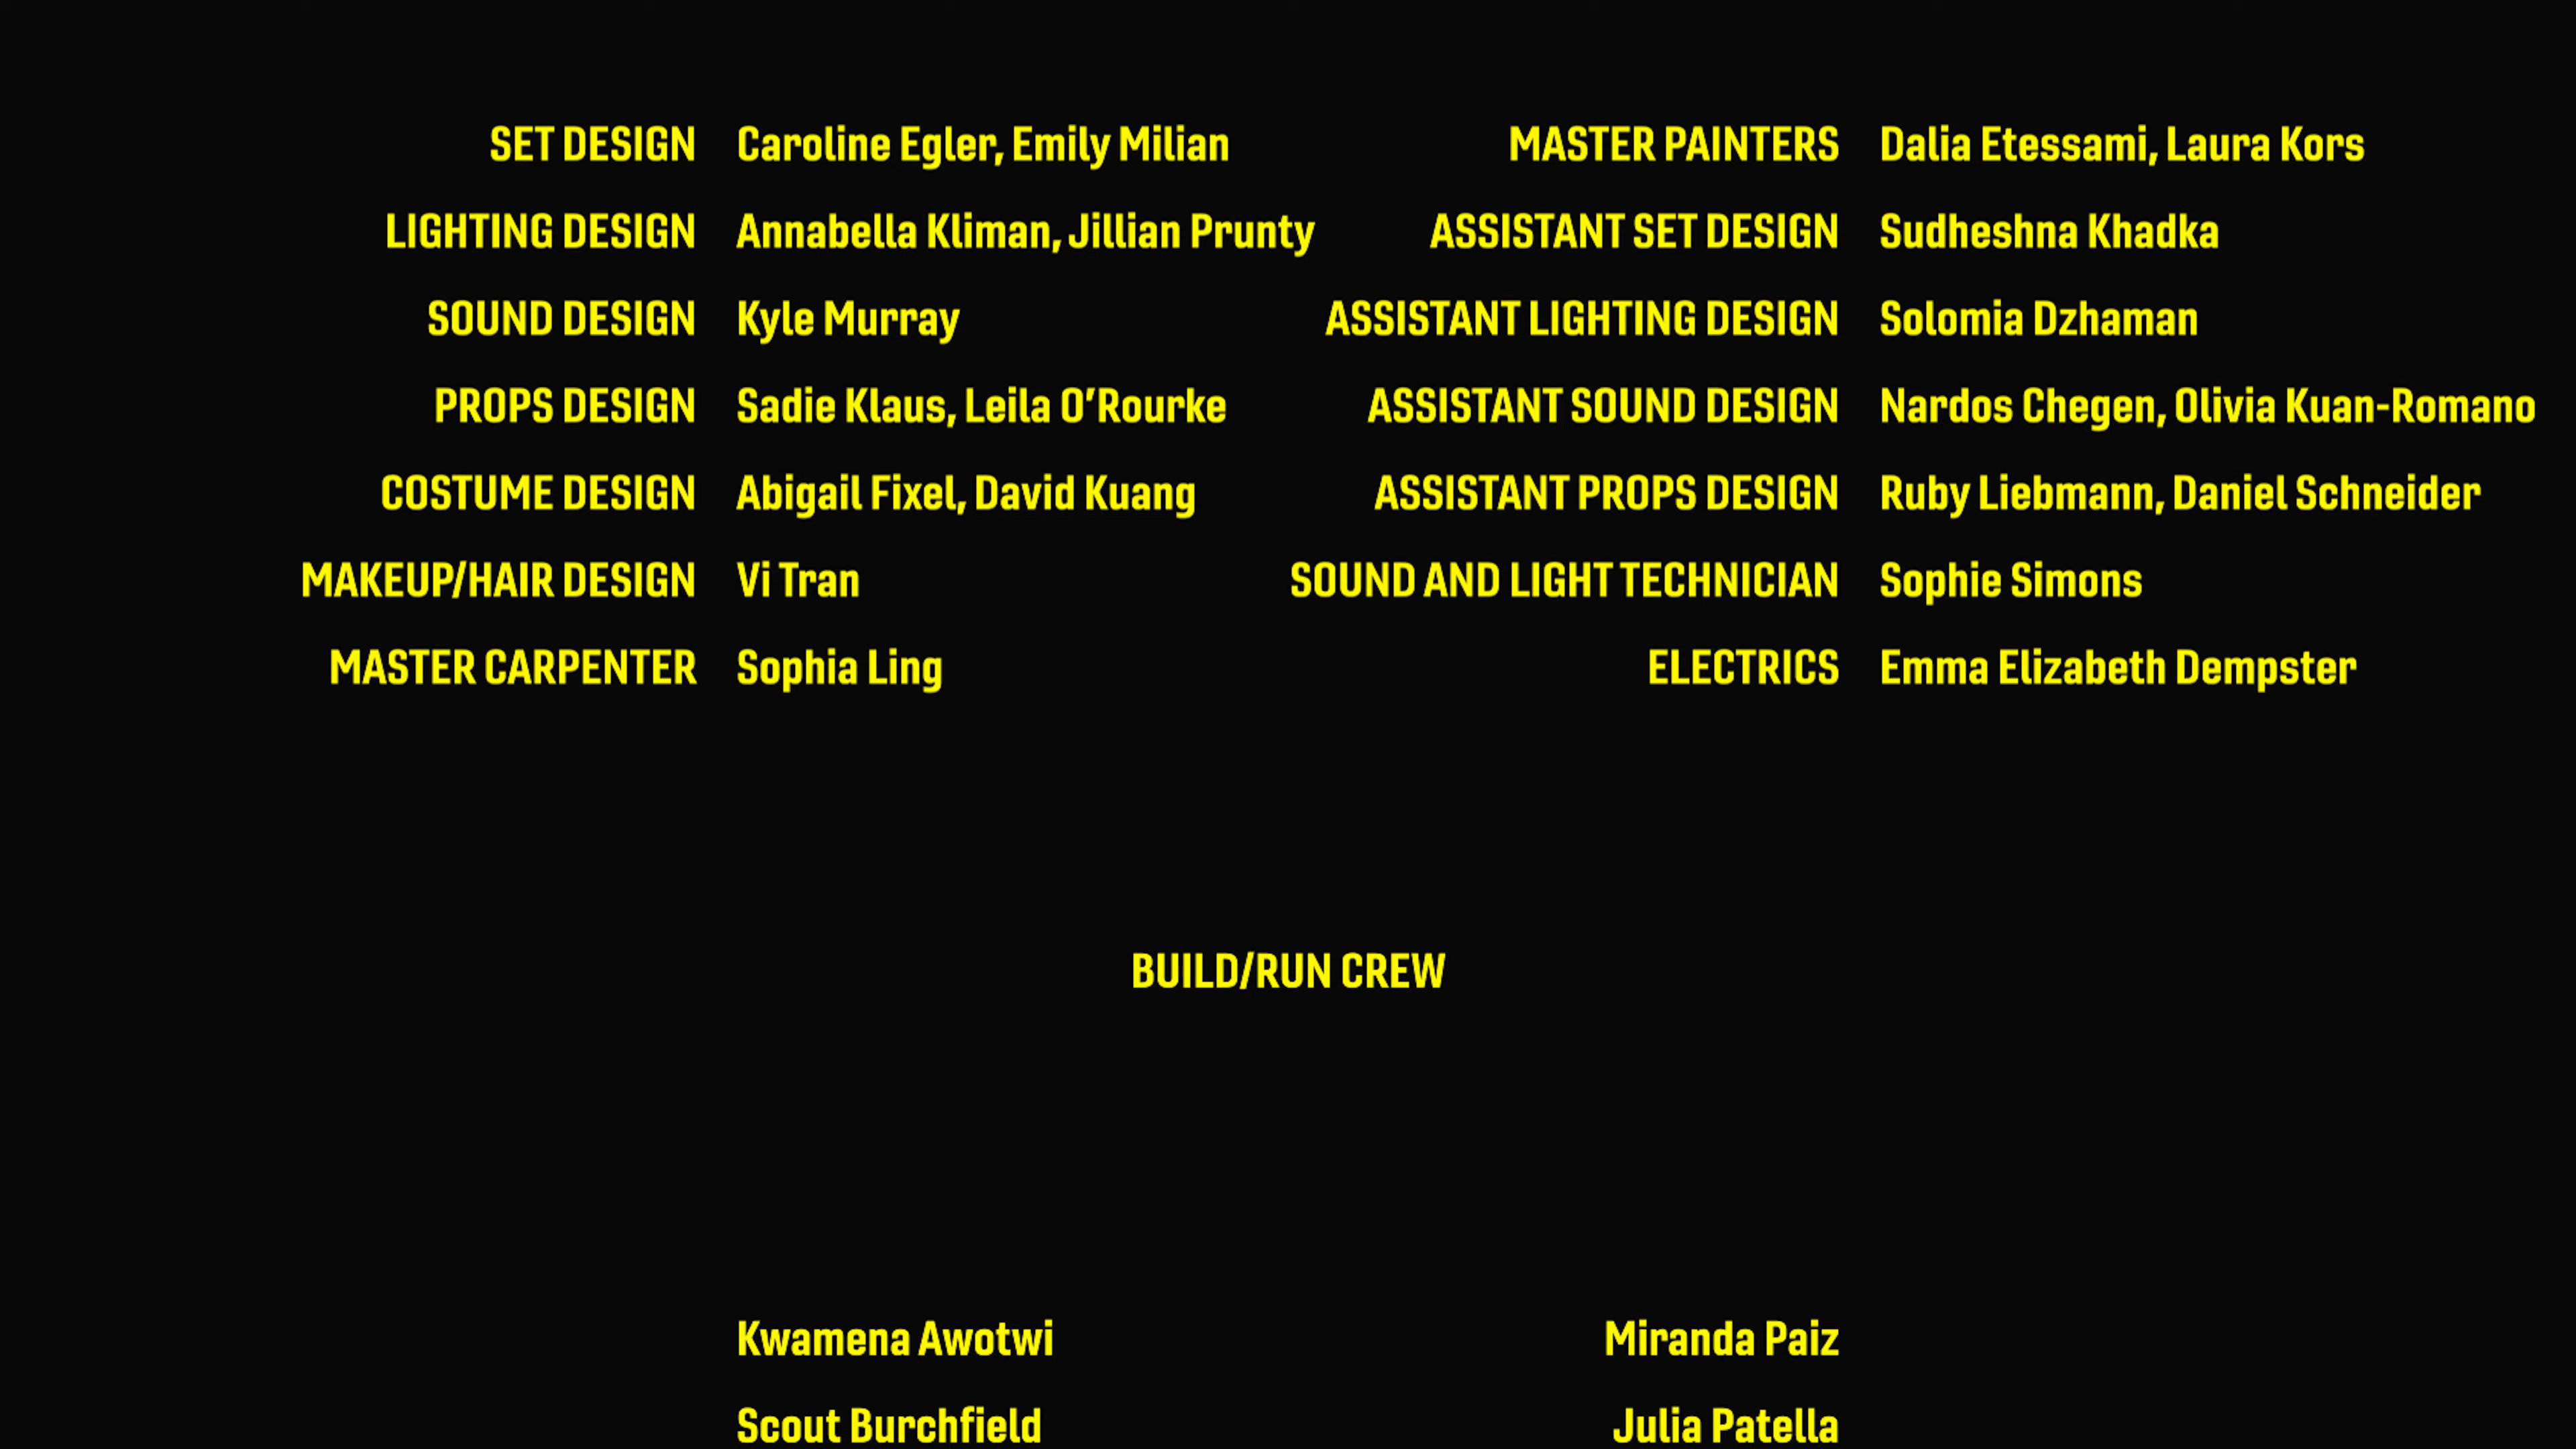 SET DESIGN Caroline Egler, Emily Milian
LIGHTING DESIGN Annabella Kliman, Jillian Prunty
SOUND DESIGN Kyle Murray
PROPS DESIGN Sadie Klaus, Leila O’Rourke
COSTUME DESIGN Abigail Fixel, David Kuang
MAKEUP/HAIR DESIGN Vi Tran
MASTER CARPENTER Sophia Ling
MASTER PAINTERS Dalia Etessami, Laura Kors
ASSISTANT SET DESIGN Sudheshna Khadka
ASSISTANT LIGHTING DESIGN Solomia Dzhaman
ASSISTANT SOUND DESIGN Nardos Chegen, Olivia Kuan-Romano
ASSISTANT PROPS DESIGN Ruby Liebmann, Daniel Schneider
SOUND AND LIGHT TECHNICIAN Sophie Simons
ELECTRICS Emma Elizabeth Dempster
BUILD/RUN CREW
Kwamena Awotwi
Scout Burchfield
Miranda Paiz
Julia Patella